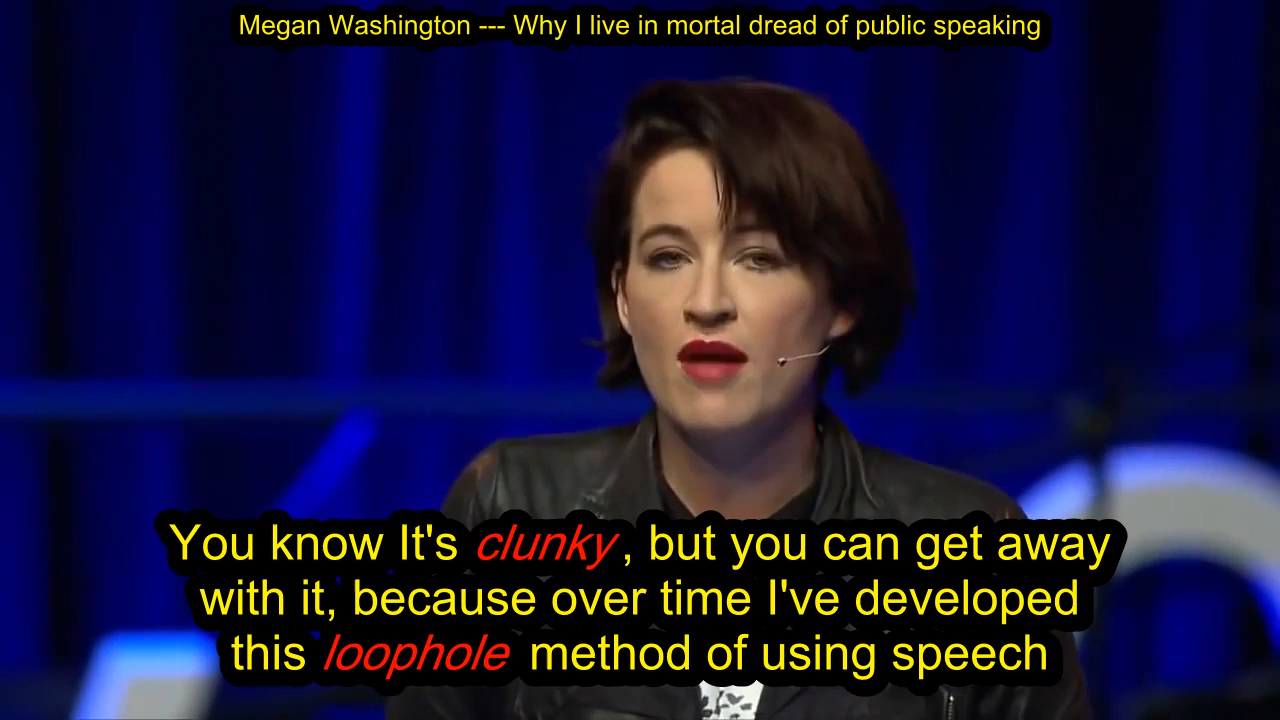 Megan Washington --- Why I live in mortal dread of public speaking
You know It's clunky, but you can get away
with it, because over time I've developed
this loophole method of using speech